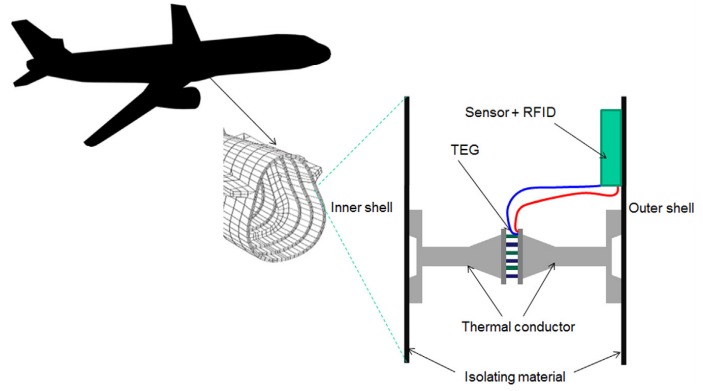 Sensor + RFID
TEG
Inner shell
Outer shell
Thermal conductor
Isolating material